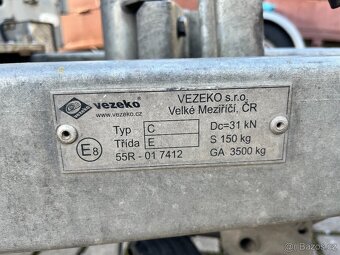 vezeko
www.vezeko.cz
VEZEKO s.r.o.
Velké Meziříčí, ČR
Typ C Dc=31 kN
Třída E S 150 kg
E8 55R - 01 7412 GA 3500 kg
Bazoš.cz